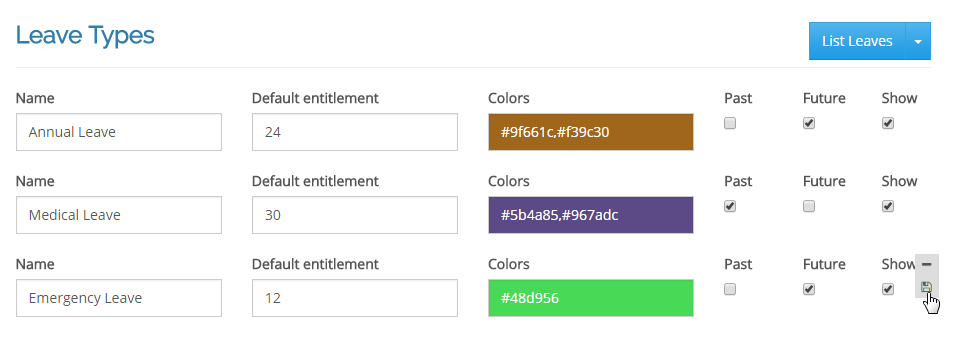 Leave Types
List Leaves
Name Default entitlement Colors Past Future Show
Annual Leave 24 #9f661c,#f39c30
Name Default entitlement Colors Past Future Show
Medical Leave 30 #5b4a85,#967adc
Name Default entitlement Colors Past Future Show
Emergency Leave 12 #48d956